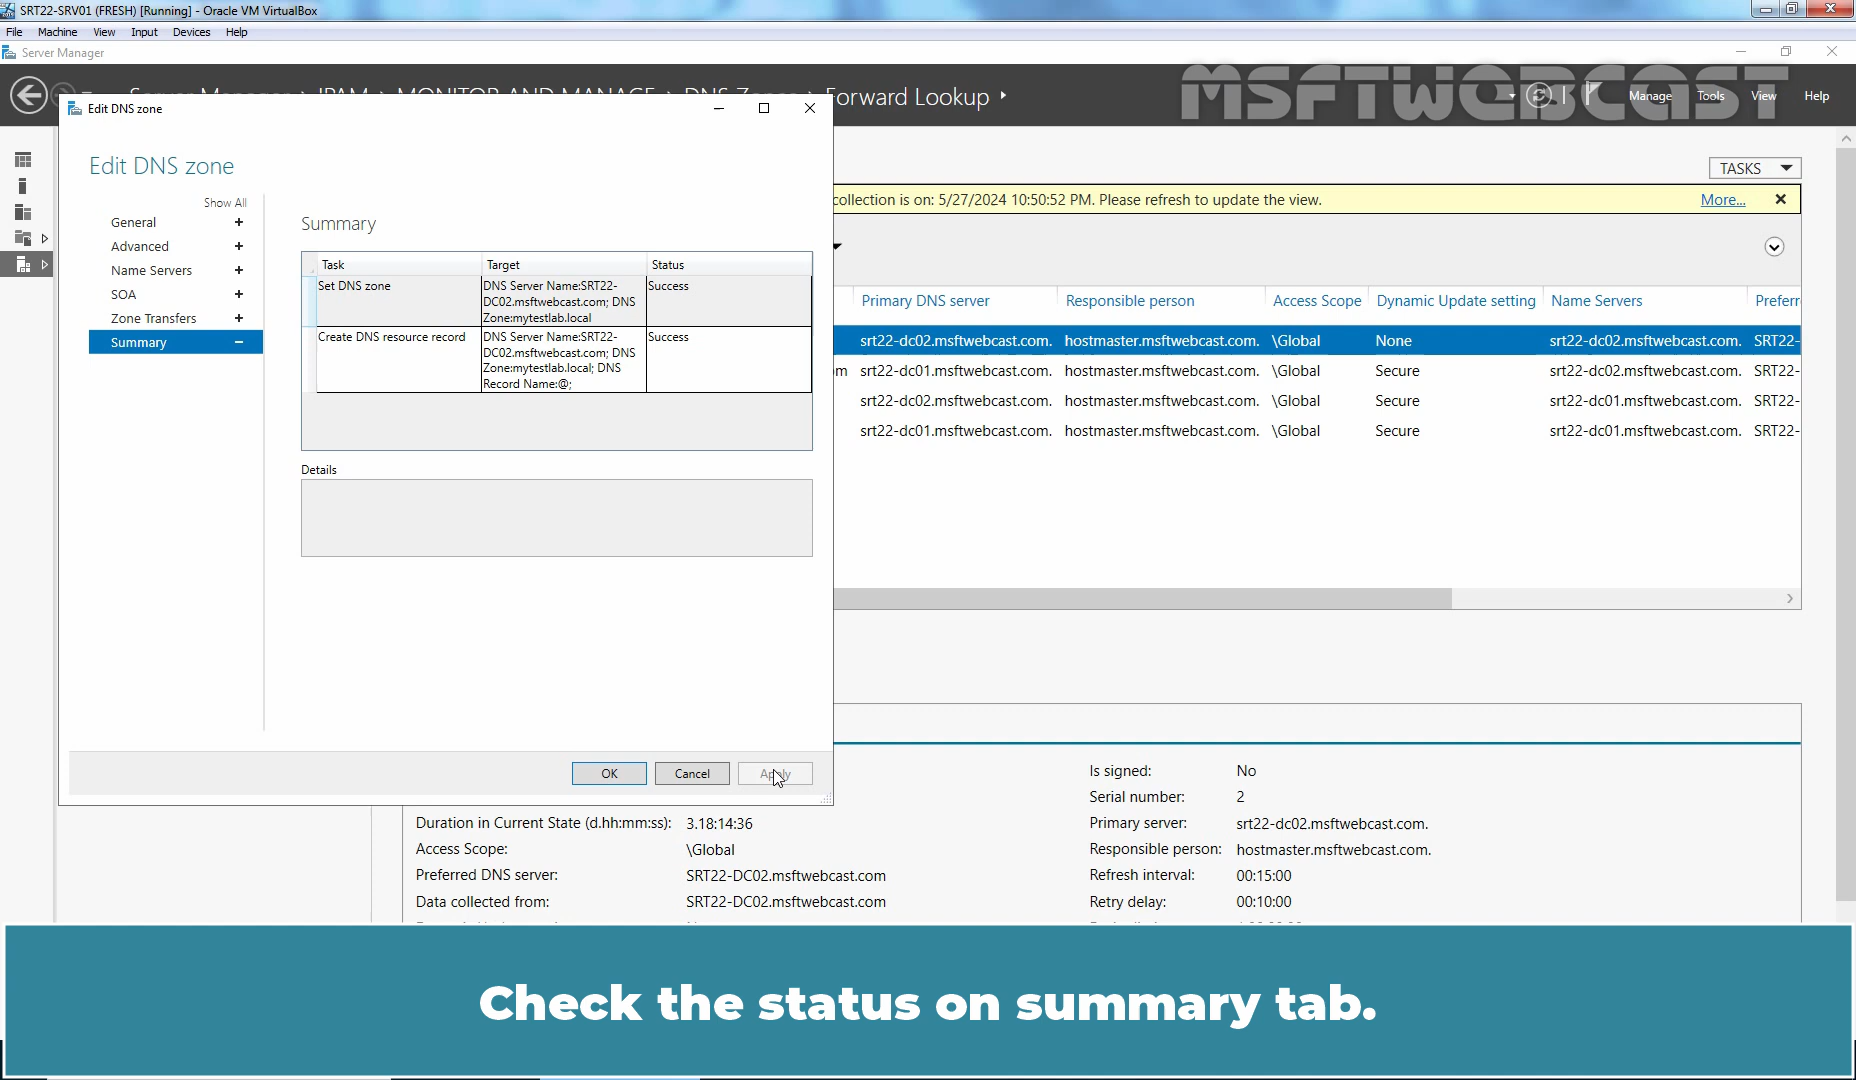 SRT22-SRV01 (FRESH) [Running] - Oracle VM VirtualBox
File Machine View Input Devices Help
Server Manager
Forward Lookup
MSFTWEBCAST
Manage Tools View Help
Edit DNS zone
Edit DNS zone
Show All
General +
Advanced +
Name Servers +
SOA +
Zone Transfers +
Summary −
Summary
Task Target Status
Set DNS zone
DNS Server Name:SRT22-
DC02.msftwebcast.com; DNS
Zone:mytestlab.local
Success
Create DNS resource record
DNS Server Name:SRT22-
DC02.msftwebcast.com; DNS
Zone:mytestlab.local; DNS
Record Name:@;
Success
Details
OK Cancel Apply
TASKS
collection is on: 5/27/2024 10:50:52 PM. Please refresh to update the view. More...
Primary DNS server Responsible person Access Scope Dynamic Update setting Name Servers Preferr
srt22-dc02.msftwebcast.com. hostmaster.msftwebcast.com. \Global None srt22-dc02.msftwebcast.com. SRT22-
om srt22-dc01.msftwebcast.com. hostmaster.msftwebcast.com. \Global Secure srt22-dc02.msftwebcast.com. SRT22-
srt22-dc02.msftwebcast.com. hostmaster.msftwebcast.com. \Global Secure srt22-dc02.msftwebcast.com. SRT22-
srt22-dc01.msftwebcast.com. hostmaster.msftwebcast.com. \Global Secure srt22-dc01.msftwebcast.com. SRT22-
Is signed: No
Serial number: 2
Duration in Current State (d.hh:mm:ss): 3.18:14:36 Primary server: srt22-dc02.msftwebcast.com.
Access Scope: \Global Responsible person: hostmaster.msftwebcast.com.
Preferred DNS server: SRT22-DC02.msftwebcast.com Refresh interval: 00:15:00
Data collected from: SRT22-DC02.msftwebcast.com Retry delay: 00:10:00
Check the status on summary tab.